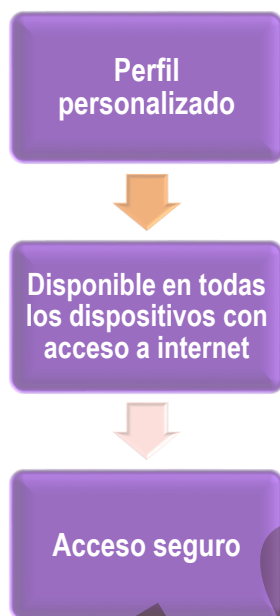 Perfil
personalizado
Disponible en todas
los dispositivos con
acceso a internet
Acceso seguro